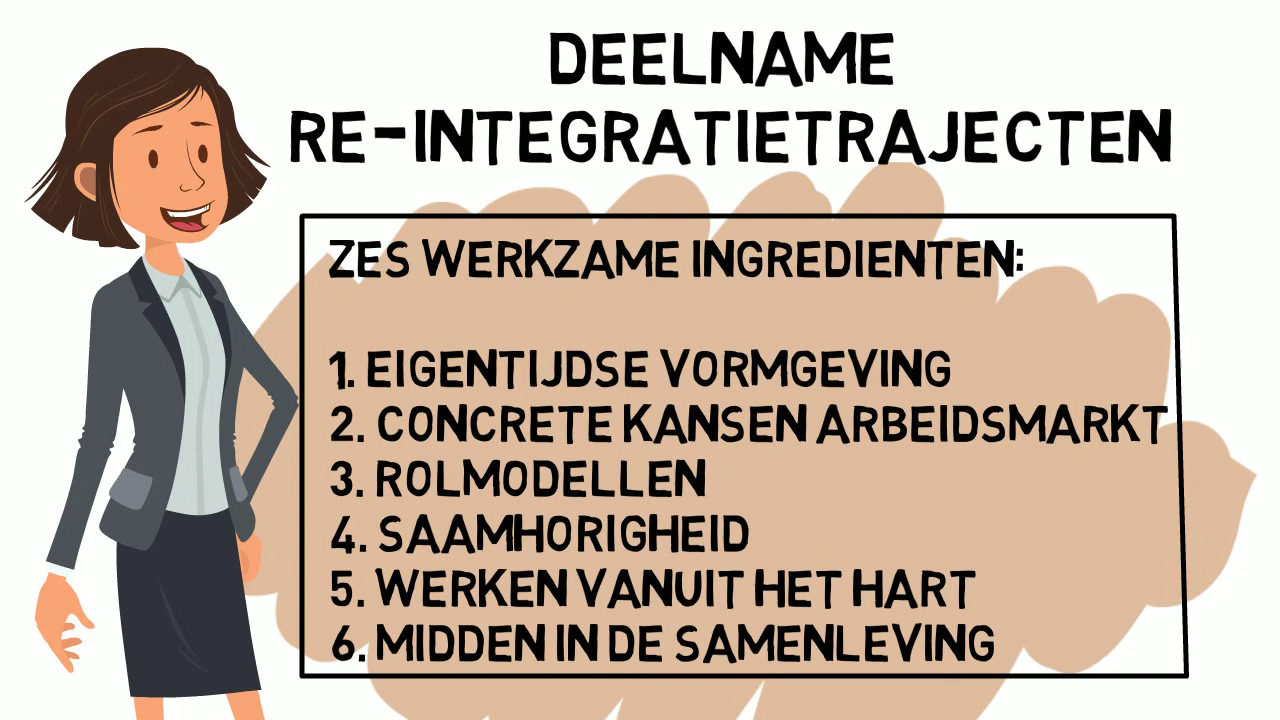 DEELNAME
RE-INTEGRATIETRAJECTEN
ZES WERKZAME INGREDIENTEN:
1. EIGENTIJDSE VORMGEVING
2. CONCRETE KANSEN ARBEIDSMARKT
3. ROLMODELLEN
4. SAAMHORIGHEID
5. WERKEN VANUIT HET HART
6. MIDDEN IN DE SAMENLEVING